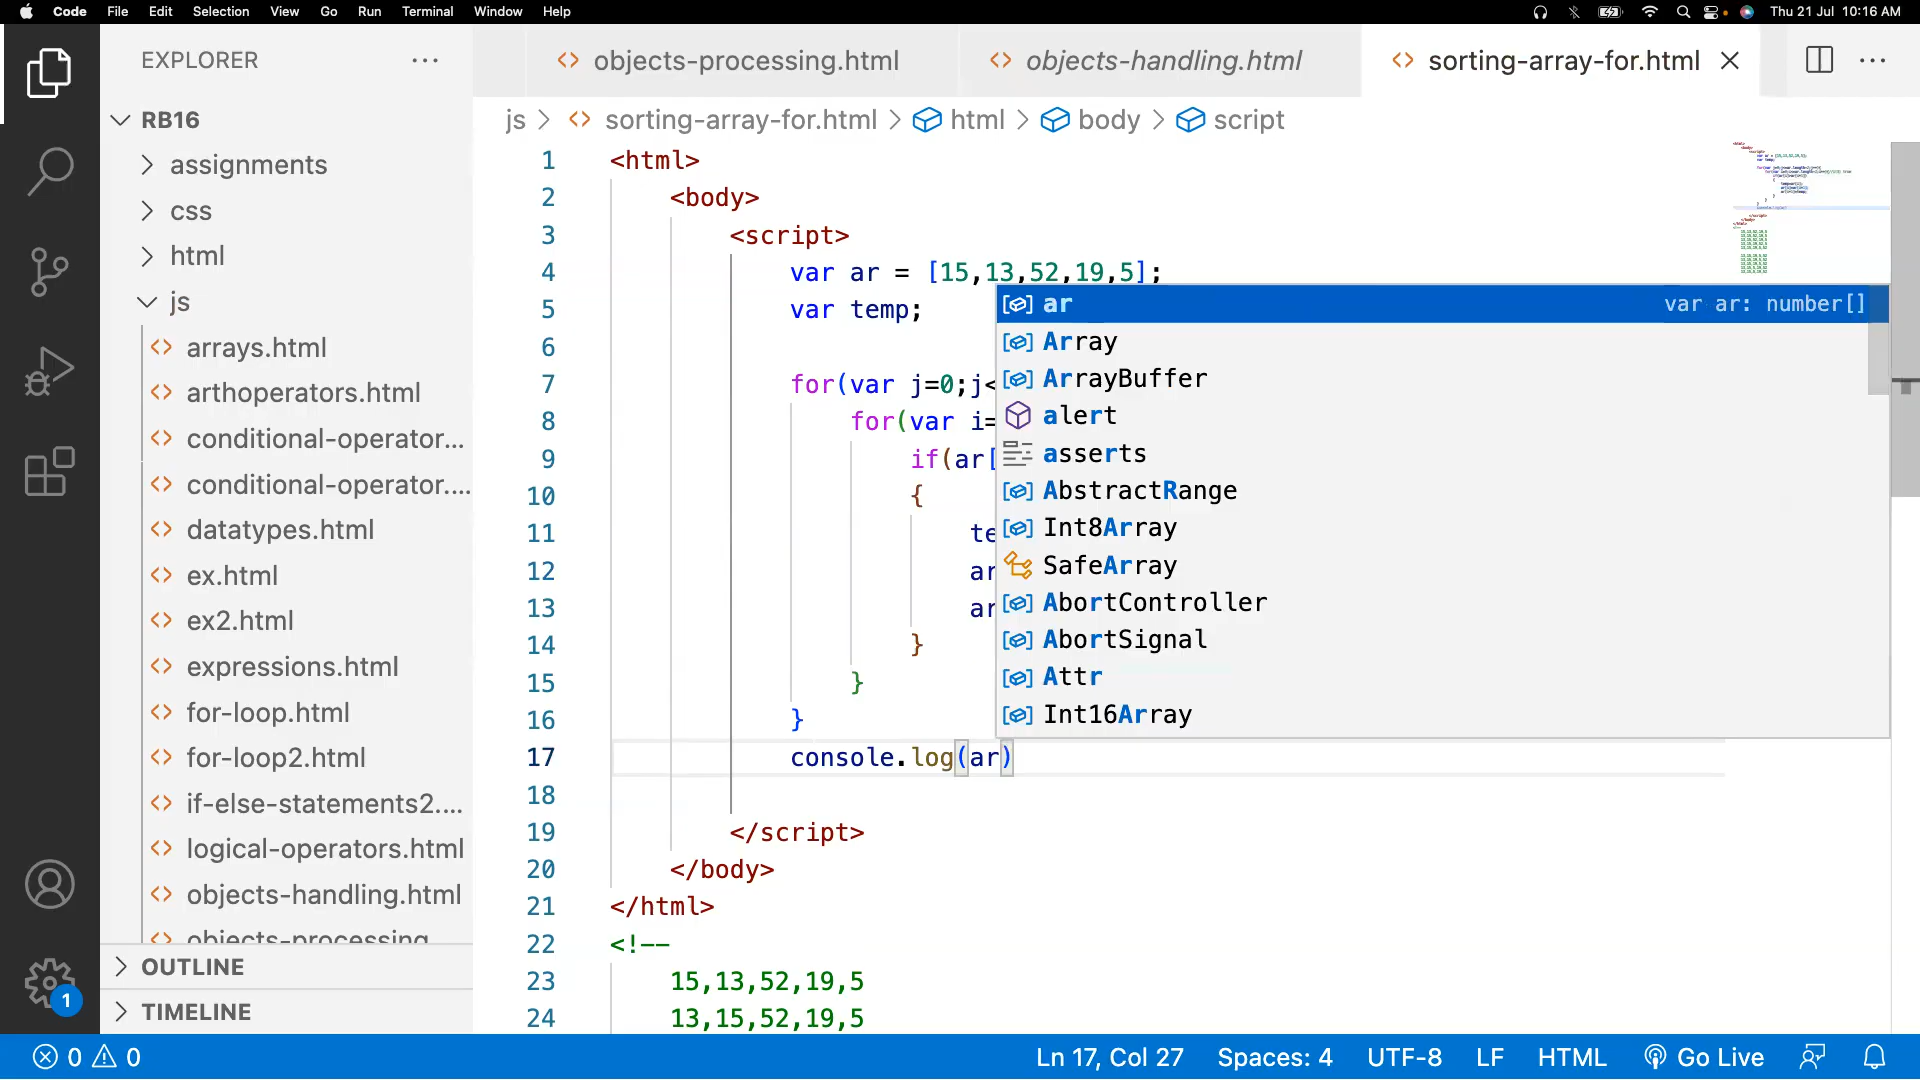 Code File Edit Selection View Go Run Terminal Window Help Thu 21 Jul 10:16 AM
EXPLORER
RB16
assignments
css
html
js
arrays.html
arthoperators.html
conditional-operator...
conditional-operator....
datatypes.html
ex.html
ex2.html
expressions.html
for-loop.html
for-loop2.html
if-else-statements2....
logical-operators.html
objects-handling.html
objects-processing
OUTLINE
TIMELINE
1
objects-processing.html
objects-handling.html
sorting-array-for.html
js > sorting-array-for.html > html > body > script
1 <html>
2 <body>
3 <script>
4 var ar = [15,13,52,19,5];
5 var temp;
6
7 for(var j=0;j<
8 for(var i=
9 if(ar[
10 {
11 te
12 ar
13 ar
14 }
15 }
16 }
17 console.log(ar)
18
19 </script>
20 </body>
21 </html>
22 <!--
23 15,13,52,19,5
24 13,15,52,19,5
ar var ar: number[]
Array
ArrayBuffer
alert
asserts
AbstractRange
Int8Array
SafeArray
AbortController
AbortSignal
Attr
Int16Array
0 0 Ln 17, Col 27 Spaces: 4 UTF-8 LF HTML Go Live